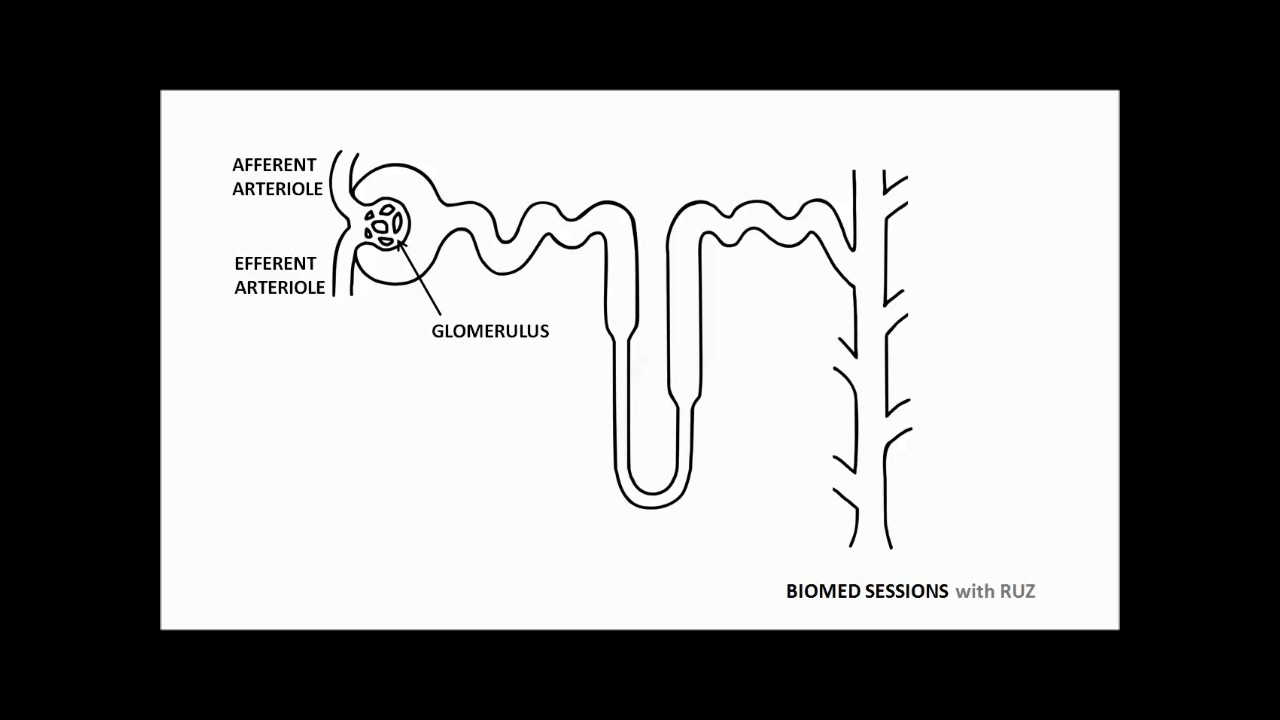 AFFERENT
ARTERIOLE
EFFERENT
ARTERIOLE
GLOMERULUS
BIOMED SESSIONS with RUZ